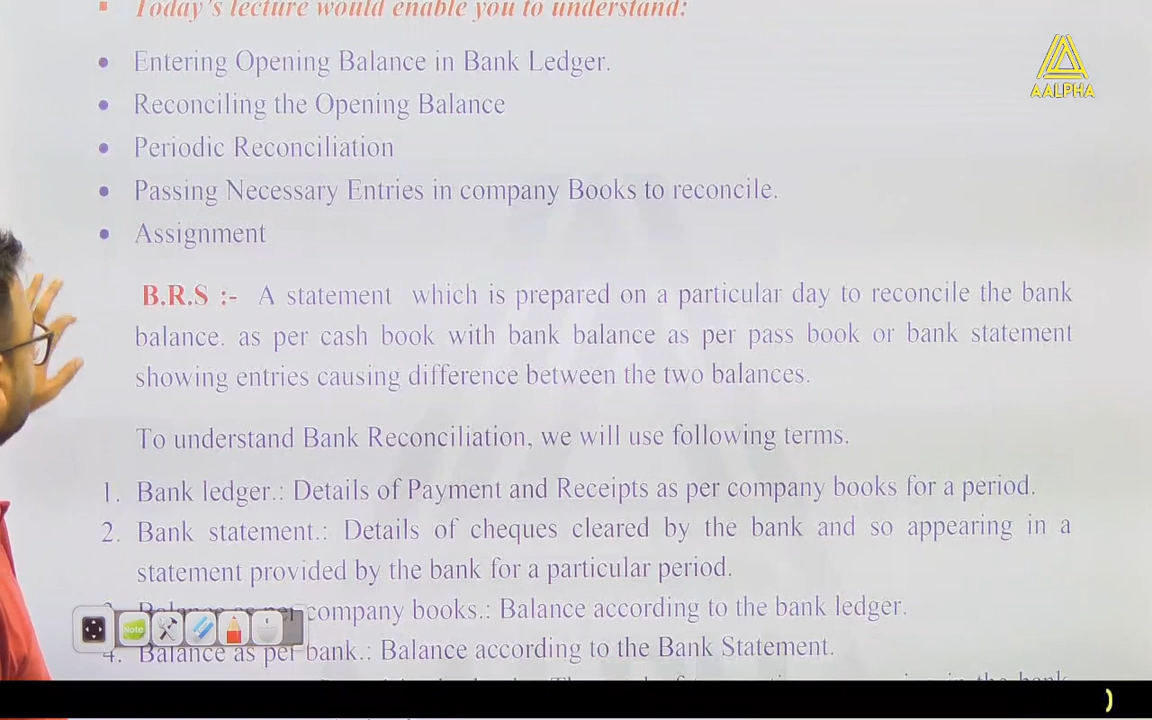 Today's lecture would enable you to understand:
AALPHA
• Entering Opening Balance in Bank Ledger.
• Reconciling the Opening Balance
• Periodic Reconciliation
• Passing Necessary Entries in company Books to reconcile.
• Assignment
B.R.S :- A statement which is prepared on a particular day to reconcile the bank
balance. as per cash book with bank balance as per pass book or bank statement
showing entries causing difference between the two balances.
To understand Bank Reconciliation, we will use following terms.
1. Bank ledger.: Details of Payment and Receipts as per company books for a period.
2. Bank statement.: Details of cheques cleared by the bank and so appearing in a
statement provided by the bank for a particular period.
company books.: Balance according to the bank ledger.
Note
4. Balance as per bank.: Balance according to the Bank Statement.